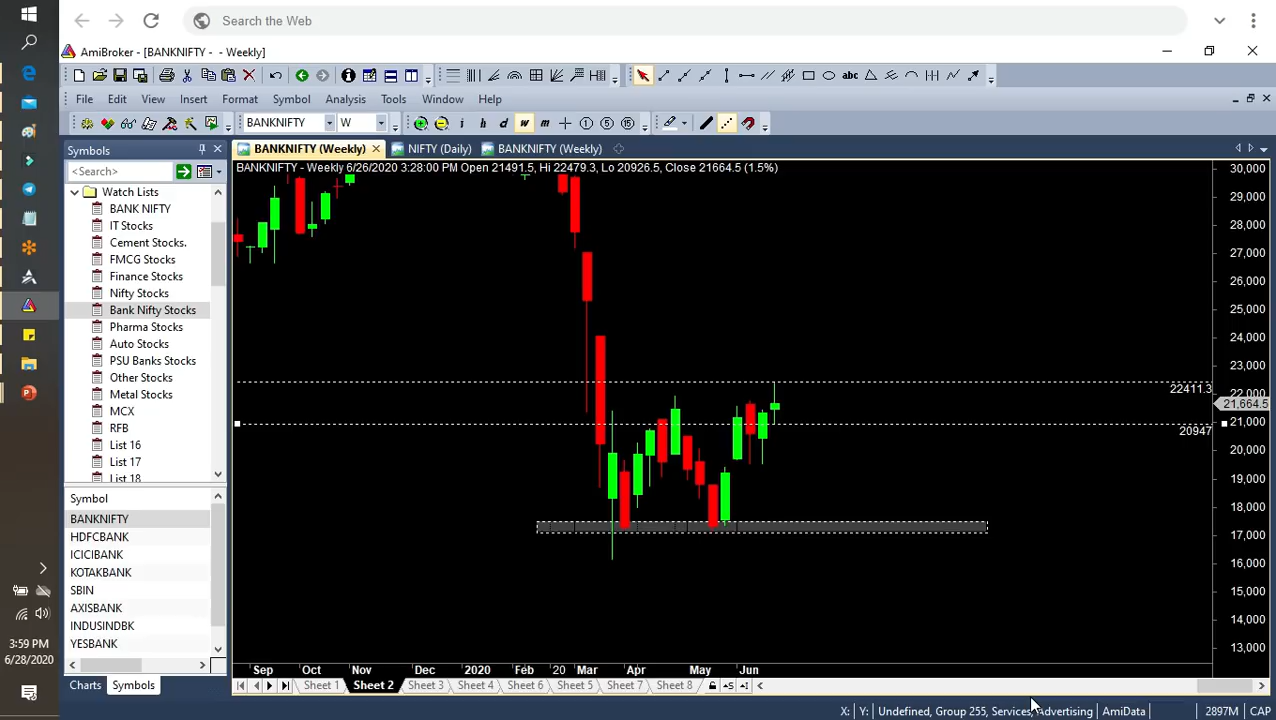 Search the Web
AmiBroker - [BANKNIFTY - - Weekly]
File Edit View Insert Format Symbol Analysis Tools Window Help
BANKNIFTY W i h d w m 1 5 15
Symbols
BANKNIFTY (Weekly) NIFTY (Daily) BANKNIFTY (Weekly)
<Search>
BANKNIFTY - Weekly 6/26/2020 3:28:00 PM Open 21491.5, Hi 22479.3, Lo 20926.5, Close 21664.5 (1.5%)
Watch Lists
BANK NIFTY
IT Stocks
Cement Stocks.
FMCG Stocks
Finance Stocks
Nifty Stocks
Bank Nifty Stocks
Pharma Stocks
Auto Stocks
PSU Banks Stocks
Other Stocks
Metal Stocks
MCX
RFB
List 16
List 17
List 18
Symbol
BANKNIFTY
HDFCBANK
ICICIBANK
KOTAKBANK
SBIN
AXISBANK
INDUSINDBK
YESBANK
Charts Symbols
30,000
29,000
28,000
27,000
26,000
25,000
24,000
23,000
22411.3
22,000
21,664.5
21,000
20947
19,000
18,000
17,000
16,000
15,000
14,000
13,000
Sep Oct Nov Dec 2020 Feb 20 Mar Apr May Jun
Sheet 1 Sheet 2 Sheet 3 Sheet 4 Sheet 5 Sheet 6 Sheet 7 Sheet 8
X: Y: Undefined, Group 255, Services, Advertising AmiData 2897M CAP
3:59 PM
6/28/2020